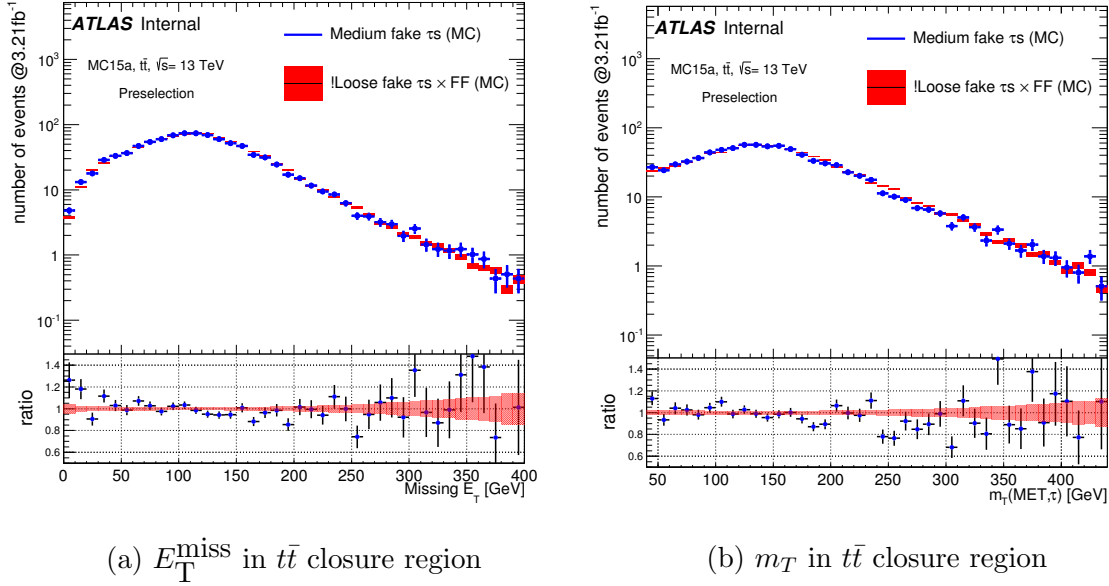 ATLAS Internal
Medium fake τs (MC)
MC15a, tt̄, √s= 13 TeV
Preselection
!Loose fake τs × FF (MC)
number of events @3.21fb⁻¹
10³
10²
10
1
10⁻¹
ratio
1.4
1.2
1
0.8
0.6
0 50 100 150 200 250 300 350 400
Missing E_T [GeV]
(a) E_T^miss in tt̄ closure region
ATLAS Internal
Medium fake τs (MC)
MC15a, tt̄, √s= 13 TeV
Preselection
!Loose fake τs × FF (MC)
number of events @3.21fb⁻¹
10³
10²
10
1
10⁻¹
ratio
1.4
1.2
1
0.8
0.6
50 100 150 200 250 300 350 400
m_T(MET,τ) [GeV]
(b) m_T in tt̄ closure region